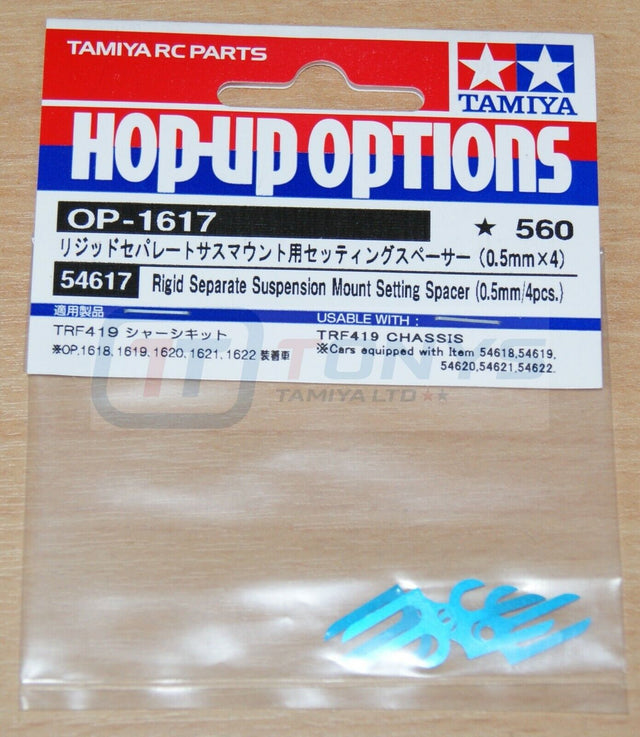 TAMIYA RC PARTS
TAMIYA
HOP-UP OPTIONS
OP-1617
★ 560
リジッドセパレートサスマウント用セッティングスペーサー (0.5mm×4)
54617 Rigid Separate Suspension Mount Setting Spacer (0.5mm/4pcs.)
適用製品
TRF419 シャーシキット
※OP.1618、1619、1620、1621、1622 装着車
USABLE WITH :
TRF419 CHASSIS
※Cars equipped with Item 54618,54619,
54620,54621,54622.
TONYS
TAMIYA LTD★★